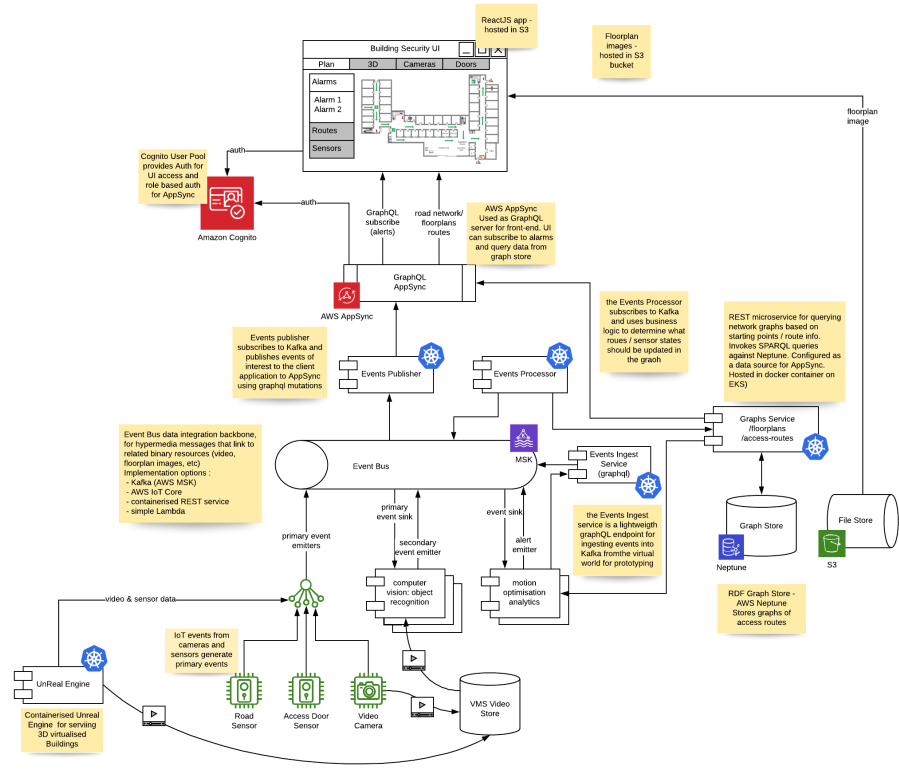 ReactJS app -
hosted in S3
Floorplan
images -
hosted in S3
bucket
Building Security UI
Plan
3D
Cameras
Doors
Alarms
Alarm 1
Alarm 2
Routes
Sensors
floorplan
image
auth
Cognito User Pool
provides Auth for
UI access and
role based auth
for AppSync
Amazon Cognito
auth
GraphQL
subscribe
(alerts)
road network/
floorplans
routes
AWS AppSync
Used as GraphQL
server for front-end. UI
can subscribe to alarms
and query data from
graph store
GraphQL
AppSync
AWS AppSync
the Events Processor
subscribes to Kafka
and uses business
logic to determine what
roues / sensor states
should be updated in
the graoh
REST microservice for querying
network graphs based on
starting points / route info.
Invokes SPARQL queries
against Neptune. Configured as
a data source for AppSync.
Hosted in docker container on
EKS)
Events publisher
subscribes to Kafka and
publishes events of
interest to the client
application to AppSync
using graphql mutations
Events Publisher
Events Processor
Graphs Service
/floorplans
/access-routes
Event Bus data integration backbone,
for hypermedia messages that link to
related binary resources (video,
floorplan images, etc)
Implementation options :
- Kafka (AWS MSK)
- AWS IoT Core
- containerised REST service
- simple Lambda
Event Bus
MSK
Events Ingest
Service
(graphql)
primary
event sink
secondary
event emitter
event sink
alert
emitter
primary event
emitters
the Events Ingest
service is a lightweigth
graphQL endpoint for
ingesting events into
Kafka fromthe virtual
world for prototyping
Graph Store
Neptune
File Store
S3
computer
vision: object
recognition
motion
optimisation
analytics
RDF Graph Store -
AWS Neptune
Stores graphs of
access routes
video & sensor data
IoT events from
cameras and
sensors generate
primary events
UnReal Engine
Containerised Unreal
Engine for serviing
3D virtualised
Buildings
Road
Sensor
Access Door
Sensor
Video
Camera
VMS Video
Store